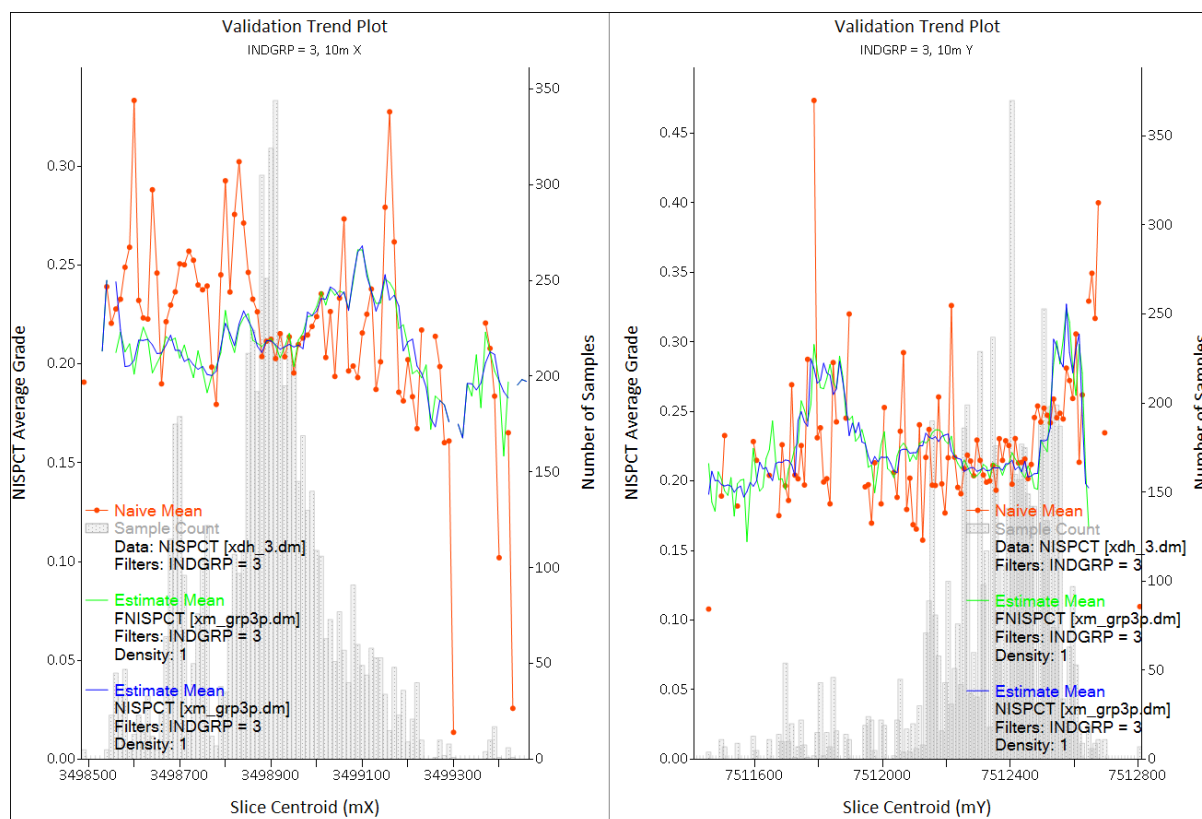 Validation Trend Plot
INDGRP = 3, 10m X
0.30
0.25
0.20
0.15
0.10
0.05
0.00
NISPCT Average Grade
350
300
250
200
150
100
50
0
Number of Samples
Naive Mean
Sample Count
Data: NISPCT [xdh_3.dm]
Filters: INDGRP = 3
Estimate Mean
FNISPCT [xm_grp3p.dm]
Filters: INDGRP = 3
Density: 1
Estimate Mean
NISPCT [xm_grp3p.dm]
Filters: INDGRP = 3
Density: 1
3498500 3498700 3498900 3499100 3499300
Slice Centroid (mX)
Validation Trend Plot
INDGRP = 3, 10m Y
0.45
0.40
0.35
0.30
0.25
0.20
0.15
0.10
0.05
0.00
NISPCT Average Grade
350
300
250
200
150
100
50
0
Number of Samples
Naive Mean
Sample Count
Data: NISPCT [xdh_3.dm]
Filters: INDGRP = 3
Estimate Mean
FNISPCT [xm_grp3p.dm]
Filters: INDGRP = 3
Density: 1
Estimate Mean
NISPCT [xm_grp3p.dm]
Filters: INDGRP = 3
Density: 1
7511600 7512000 7512400 7512800
Slice Centroid (mY)